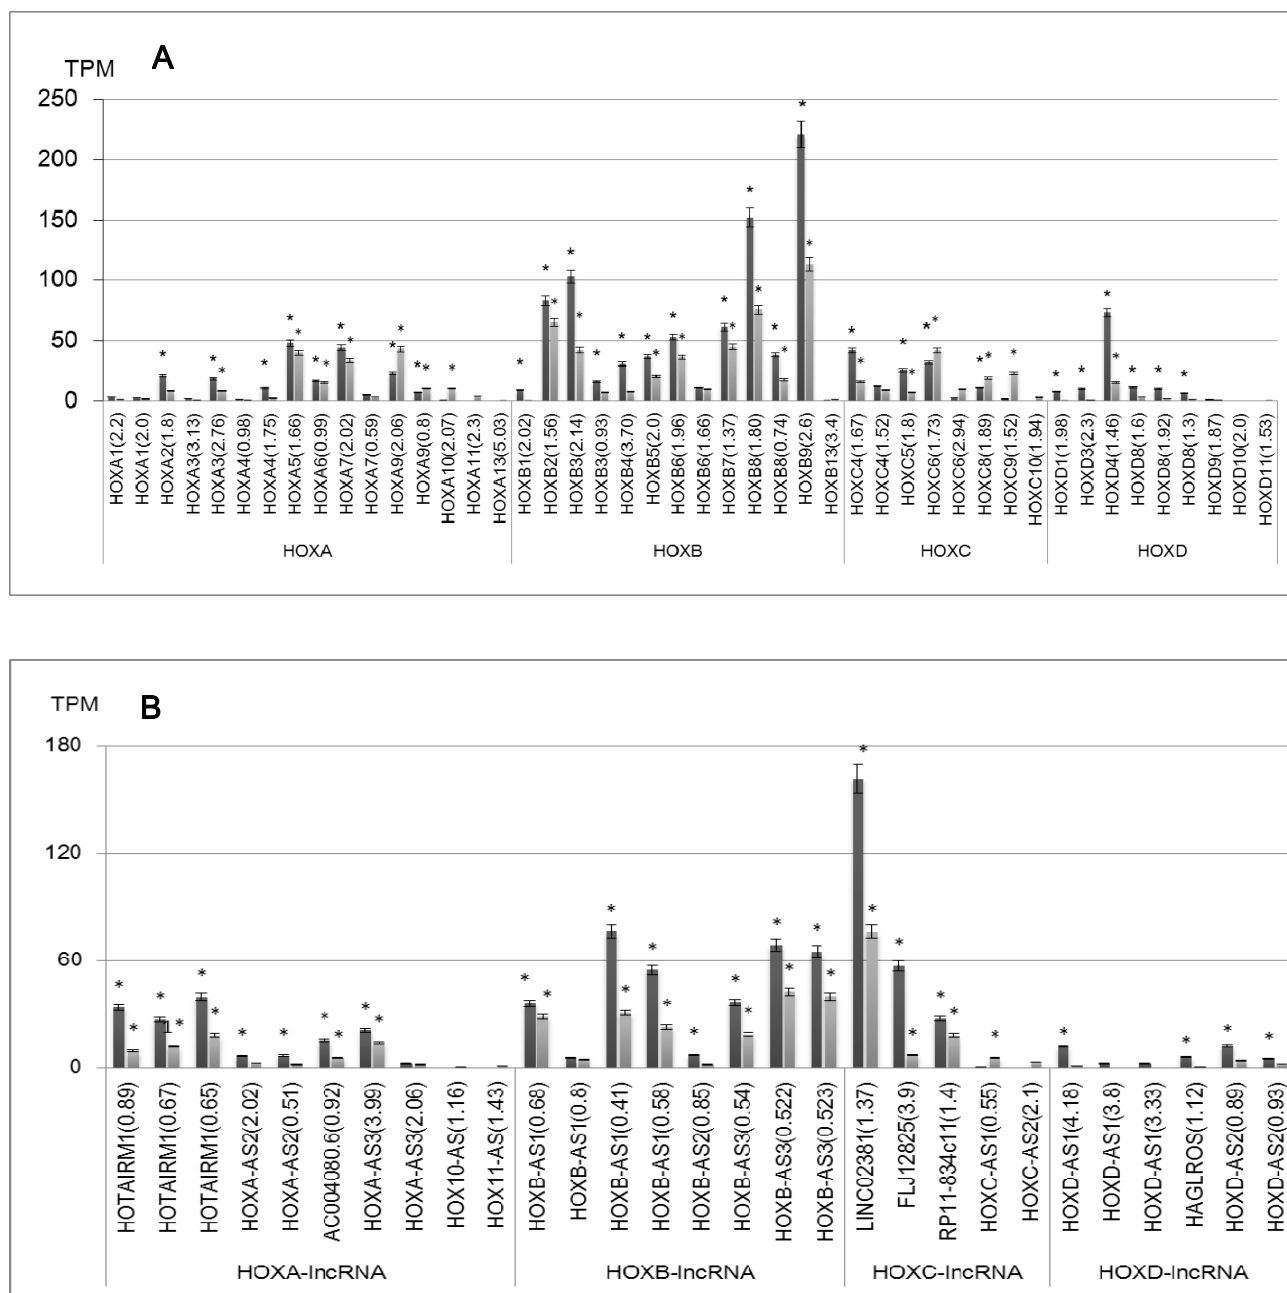 TPM A
250
200
150
100
50
0
HOXA1(2.2)
HOXA1(2.0)
HOXA2(1.8)
HOXA3(3.13)
HOXA3(2.76)
HOXA4(0.98)
HOXA4(1.75)
HOXA5(1.66)
HOXA6(0.99)
HOXA7(2.02)
HOXA7(0.59)
HOXA9(2.06)
HOXA9(0.8)
HOXA10(2.07)
HOXA11(2.3)
HOXA13(5.03)
HOXB1(2.02)
HOXB2(1.56)
HOXB3(2.14)
HOXB3(0.93)
HOXB4(3.70)
HOXB5(2.0)
HOXB6(1.96)
HOXB6(1.66)
HOXB7(1.37)
HOXB8(1.80)
HOXB8(0.74)
HOXB9(2.6)
HOXB13(3.4)
HOXC4(1.67)
HOXC4(1.52)
HOXC5(1.8)
HOXC6(1.73)
HOXC6(2.94)
HOXC8(1.89)
HOXC9(1.52)
HOXC10(1.94)
HOXD1(1.98)
HOXD3(2.3)
HOXD4(1.46)
HOXD8(1.6)
HOXD8(1.92)
HOXD8(1.3)
HOXD9(1.87)
HOXD10(2.0)
HOXD11(1.53)
HOXA HOXB HOXC HOXD
TPM B
180
120
60
0
HOTAIRM1(0.89)
HOTAIRM1(0.67)
HOTAIRM1(0.65)
HOXA-AS2(2.02)
HOXA-AS2(0.51)
AC004080.6(0.92)
HOXA-AS3(3.99)
HOXA-AS3(2.06)
HOX10-AS(1.16)
HOX11-AS(1.43)
HOXB-AS1(0.68)
HOXB-AS1(0.8)
HOXB-AS1(0.41)
HOXB-AS1(0.58)
HOXB-AS2(0.85)
HOXB-AS3(0.54)
HOXB-AS3(0.522)
HOXB-AS3(0.523)
LINC02381(1.37)
FLJ12825(3.9)
RP11-834c11(1.4)
HOXC-AS1(0.55)
HOXC-AS2(2.1)
HOXD-AS1(4.18)
HOXD-AS1(3.8)
HOXD-AS1(3.33)
HAGLROS(1.12)
HOXD-AS2(0.89)
HOXD-AS2(0.93)
HOXA-lncRNA HOXB-lncRNA HOXC-lncRNA HOXD-lncRNA